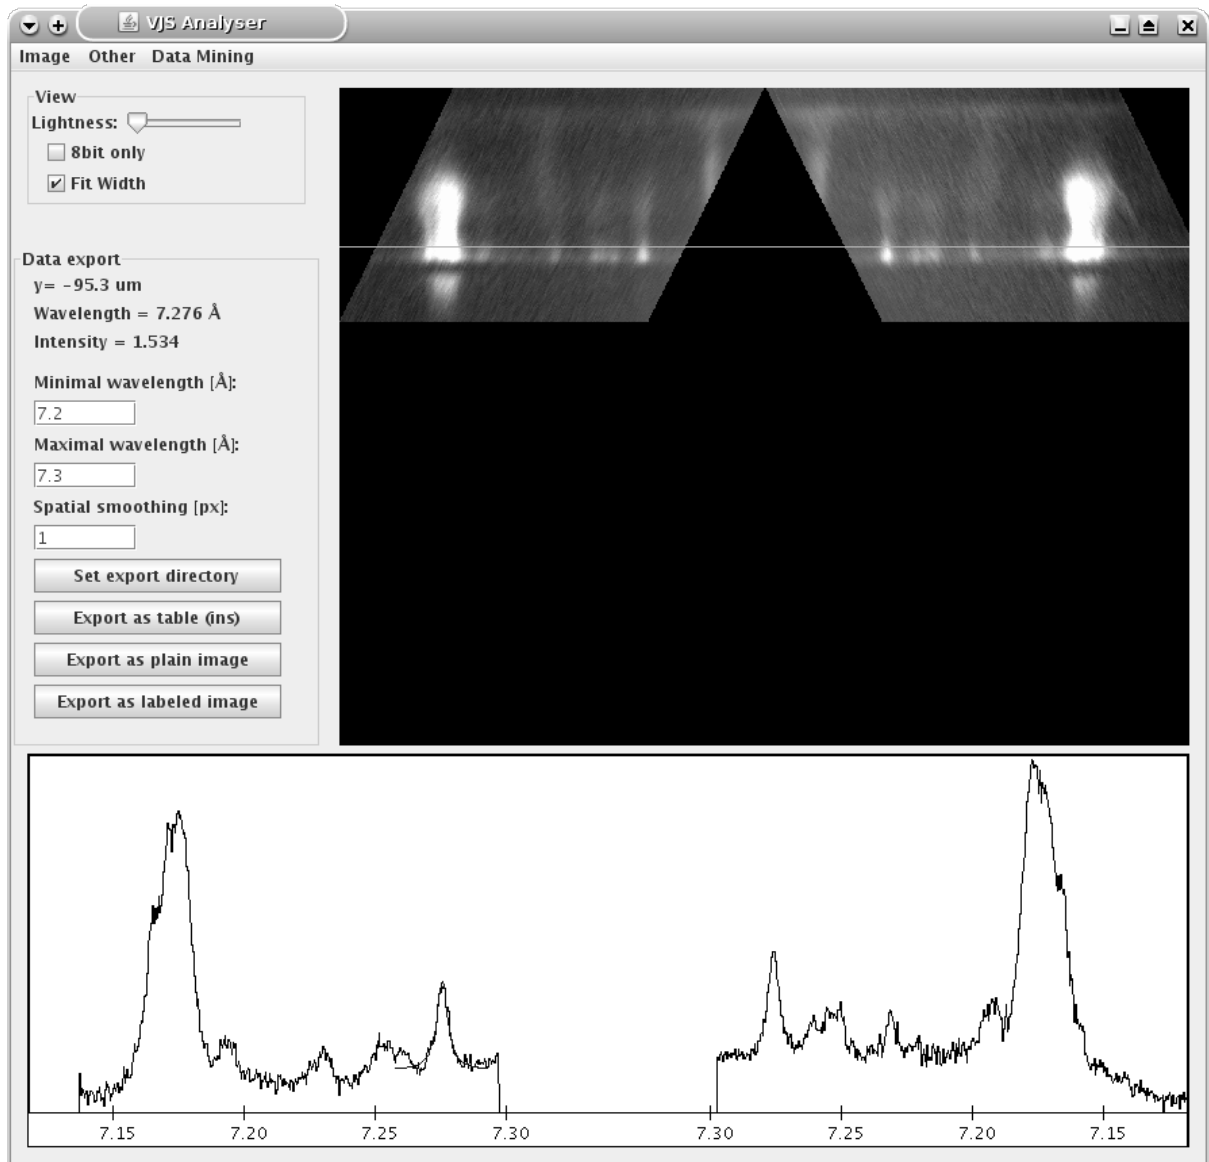 VJS Analyser
Image Other Data Mining
View
Lightness:
8bit only
Fit Width
Data export
y= -95.3 um
Wavelength = 7.276 Å
Intensity = 1.534
Minimal wavelength [Å]:
7.2
Maximal wavelength [Å]:
7.3
Spatial smoothing [px]:
1
Set export directory
Export as table (ins)
Export as plain image
Export as labeled image
7.15 7.20 7.25 7.30 7.30 7.25 7.20 7.15